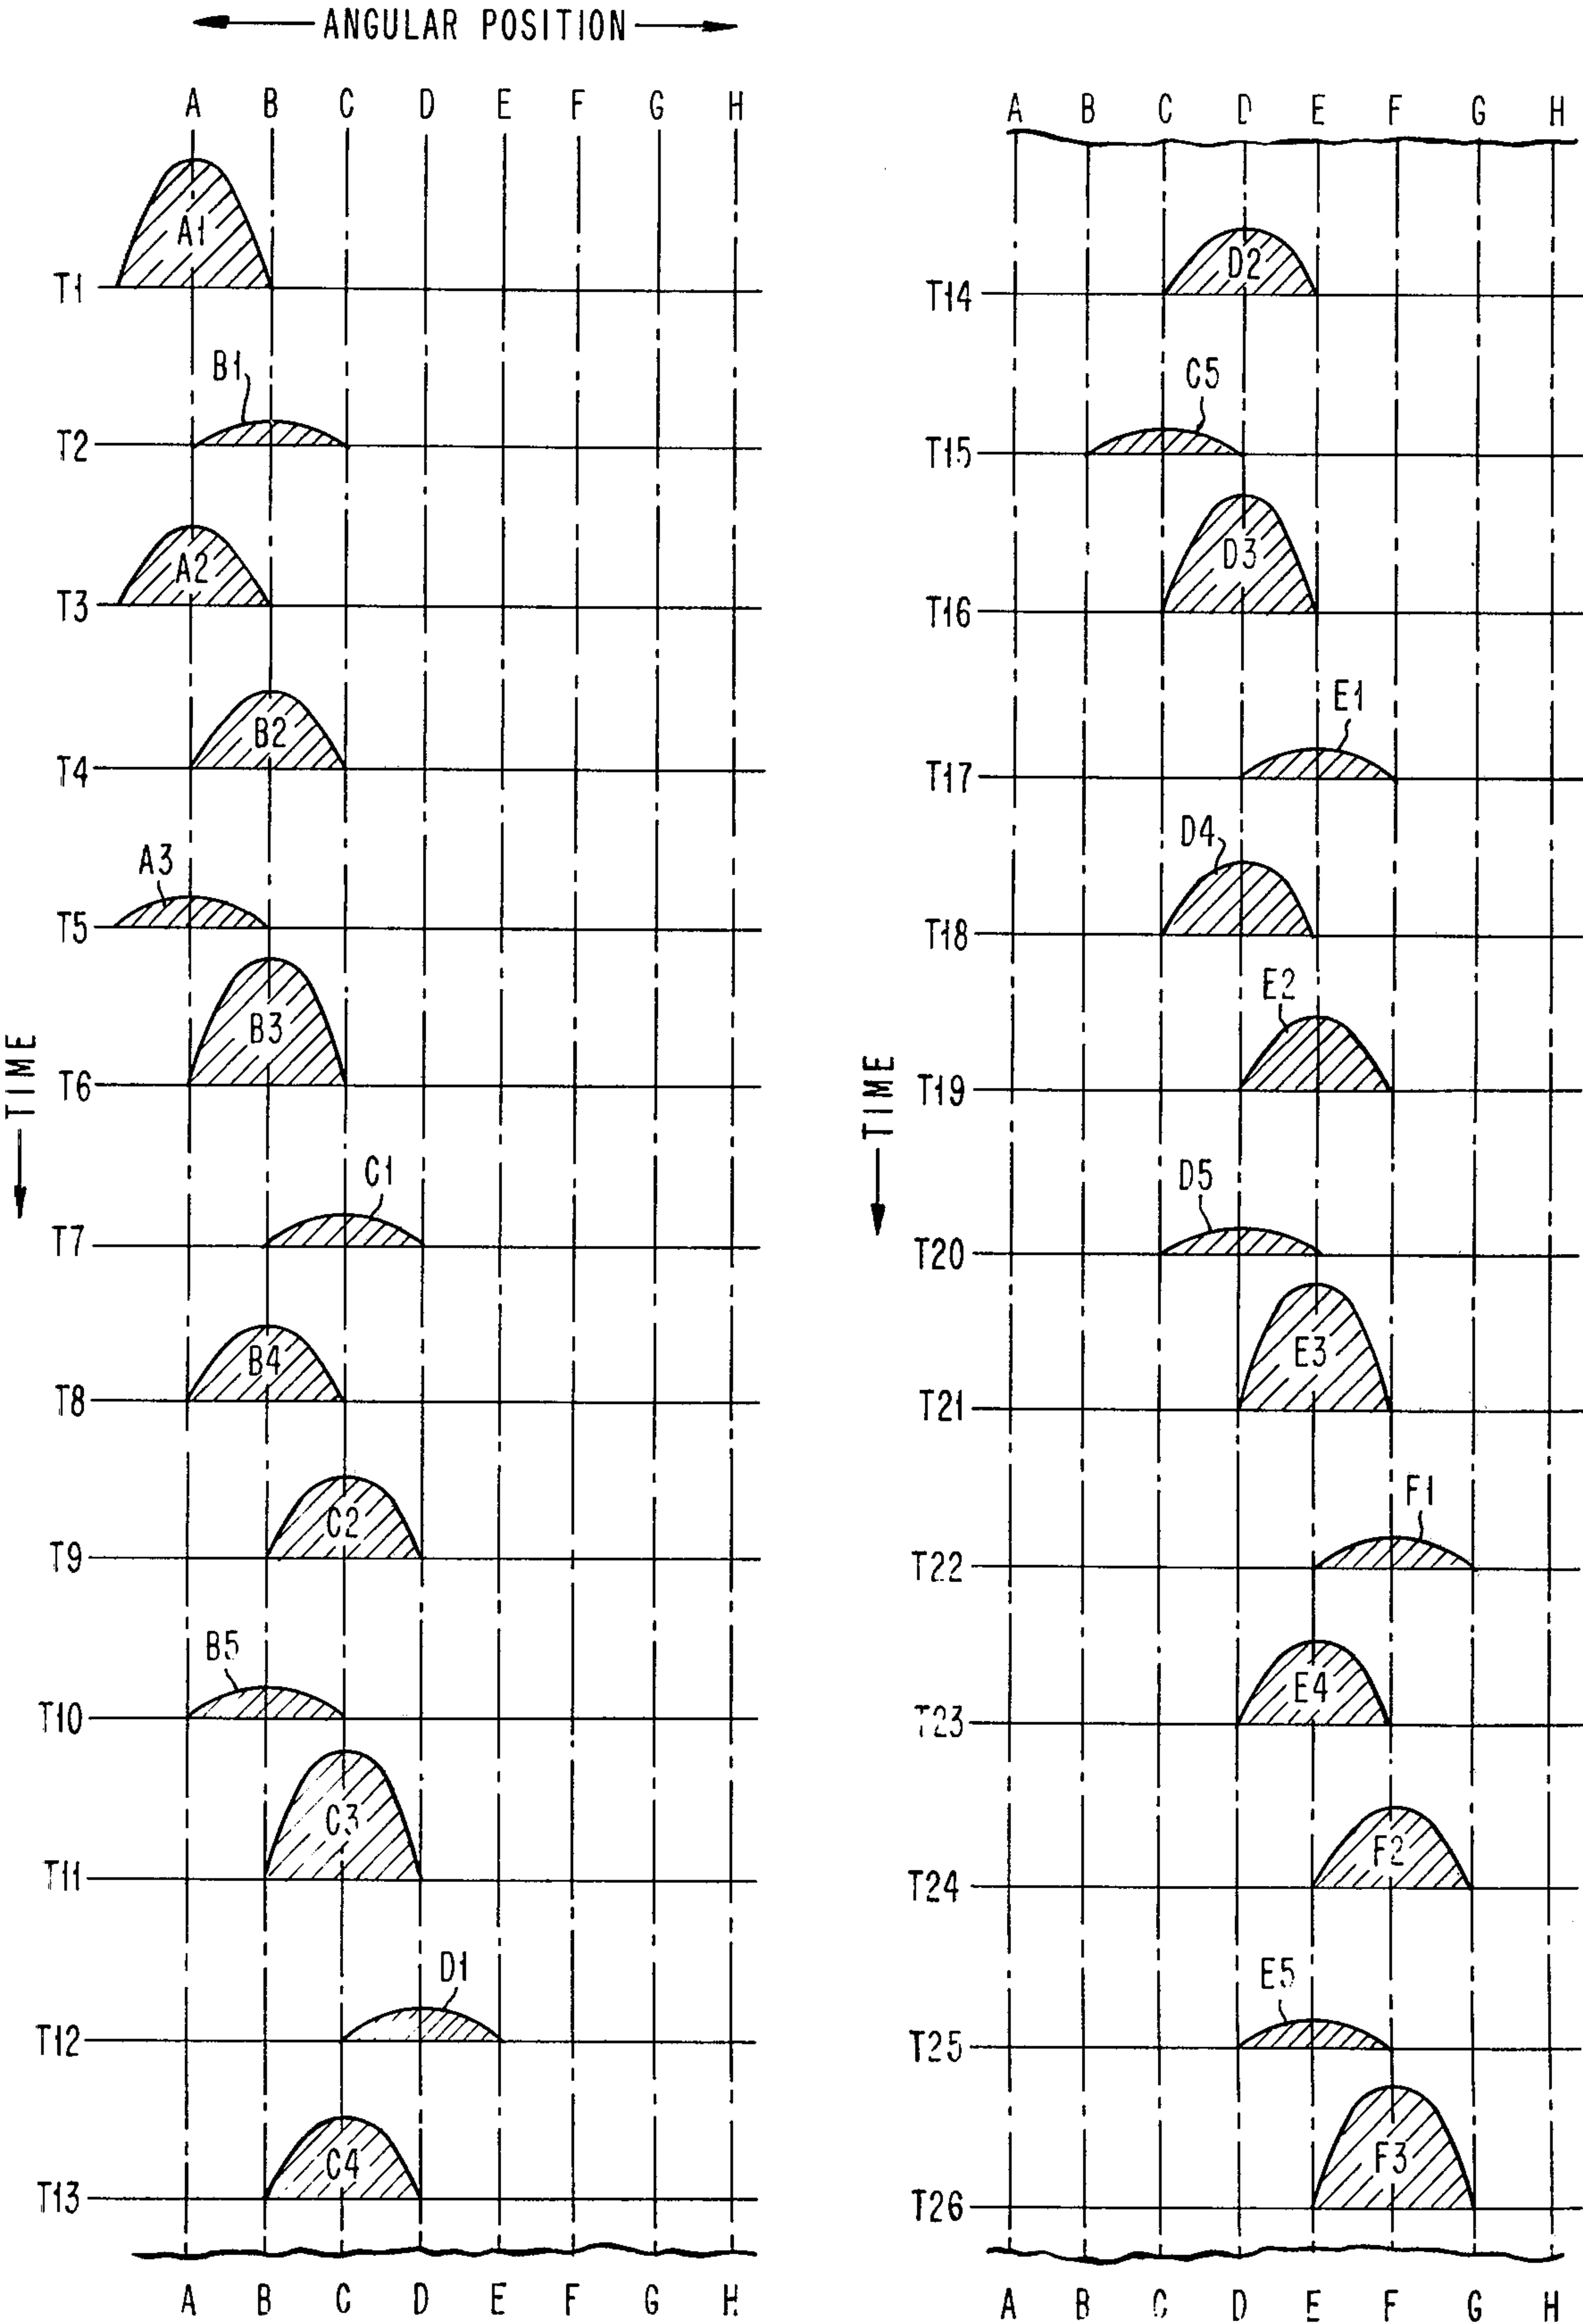 ANGULAR POSITION
A B C D E F G H
A1
T1
B1
T2
A2
T3
B2
T4
A3
T5
B3
T6
TIME
C1
T7
B4
T8
C2
T9
B5
T10
C3
T11
D1
T12
C4
T13
A B C D E F G H
A B C D E F G H
D2
T14
C5
T15
D3
T16
E1
T17
D4
T18
E2
T19
TIME
D5
T20
E3
T21
F1
T22
E4
T23
F2
T24
E5
T25
F3
T26
A B C D E F G H